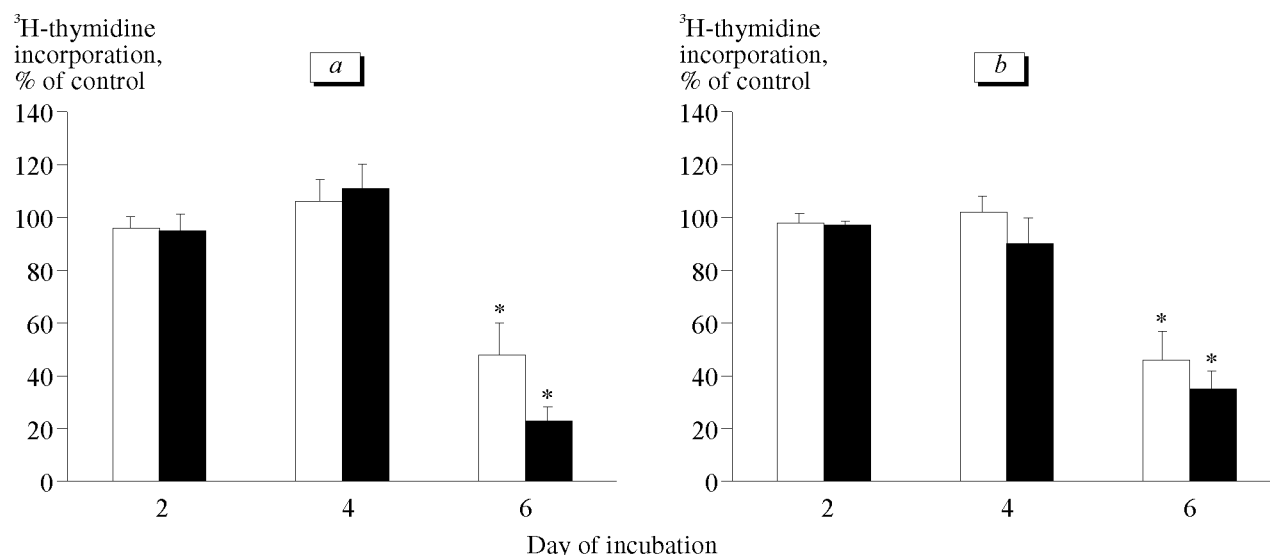 ³H-thymidine
incorporation,
% of control
a
140
120
100
80
60
40
20
0
*
*
2
4
6
³H-thymidine
incorporation,
% of control
b
140
120
100
80
60
40
20
0
*
*
2
4
6
Day of incubation